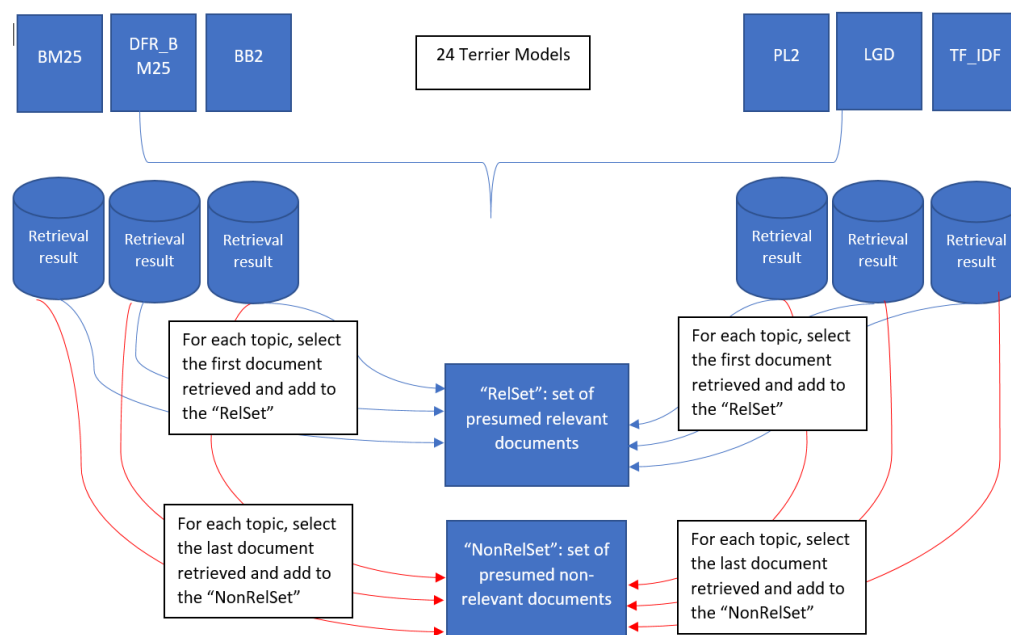 BM25
DFR_B
M25
BB2
24 Terrier Models
PL2
LGD
TF_IDF
Retrieval
result
Retrieval
result
Retrieval
result
Retrieval
result
Retrieval
result
Retrieval
result
For each topic, select
the first document
retrieved and add to
the “RelSet”
“RelSet”: set of
presumed relevant
documents
For each topic, select
the first document
retrieved and add to
the “RelSet”
For each topic, select
the last document
retrieved and add to
the “NonRelSet”
“NonRelSet”: set of
presumed non-
relevant documents
For each topic, select
the last document
retrieved and add to
the “NonRelSet”